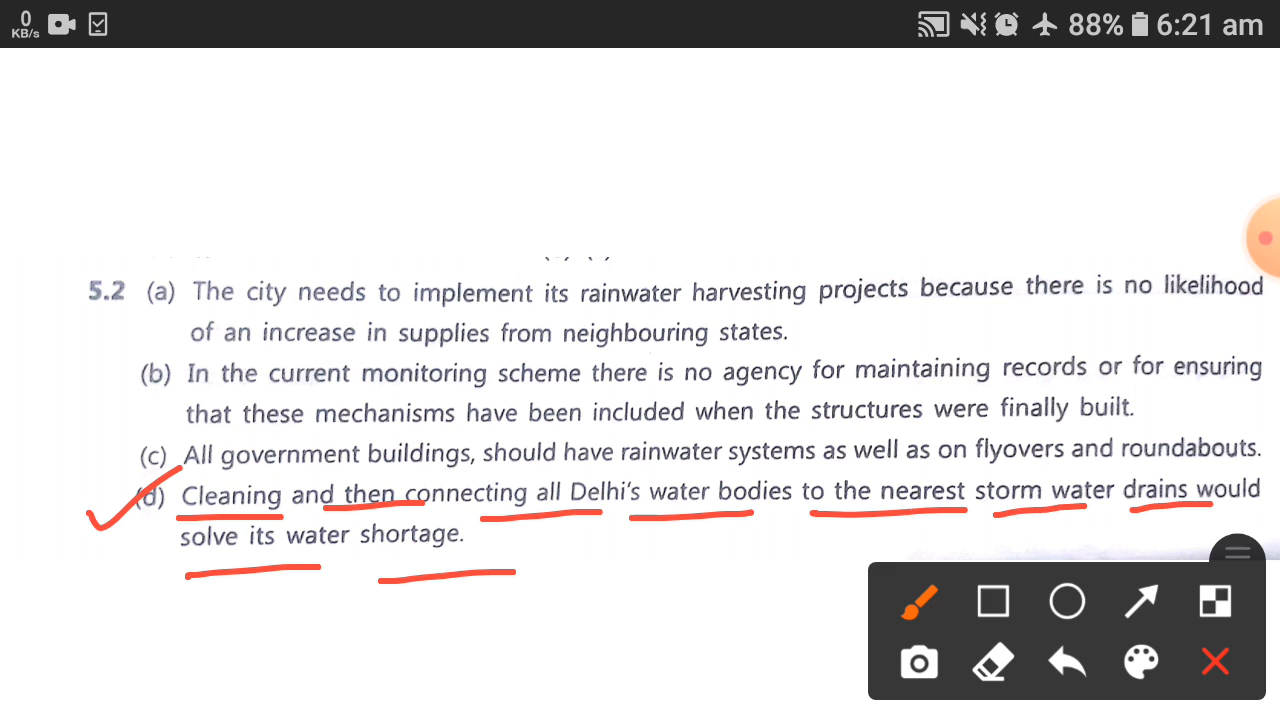 0
KB/s
88% 6:21 am
5.2 (a) The city needs to implement its rainwater harvesting projects because there is no likelihood
of an increase in supplies from neighbouring states.
(b) In the current monitoring scheme there is no agency for maintaining records or for ensuring
that these mechanisms have been included when the structures were finally built.
(c) All government buildings, should have rainwater systems as well as on flyovers and roundabouts.
(d) Cleaning and then connecting all Delhi's water bodies to the nearest storm water drains would
solve its water shortage.